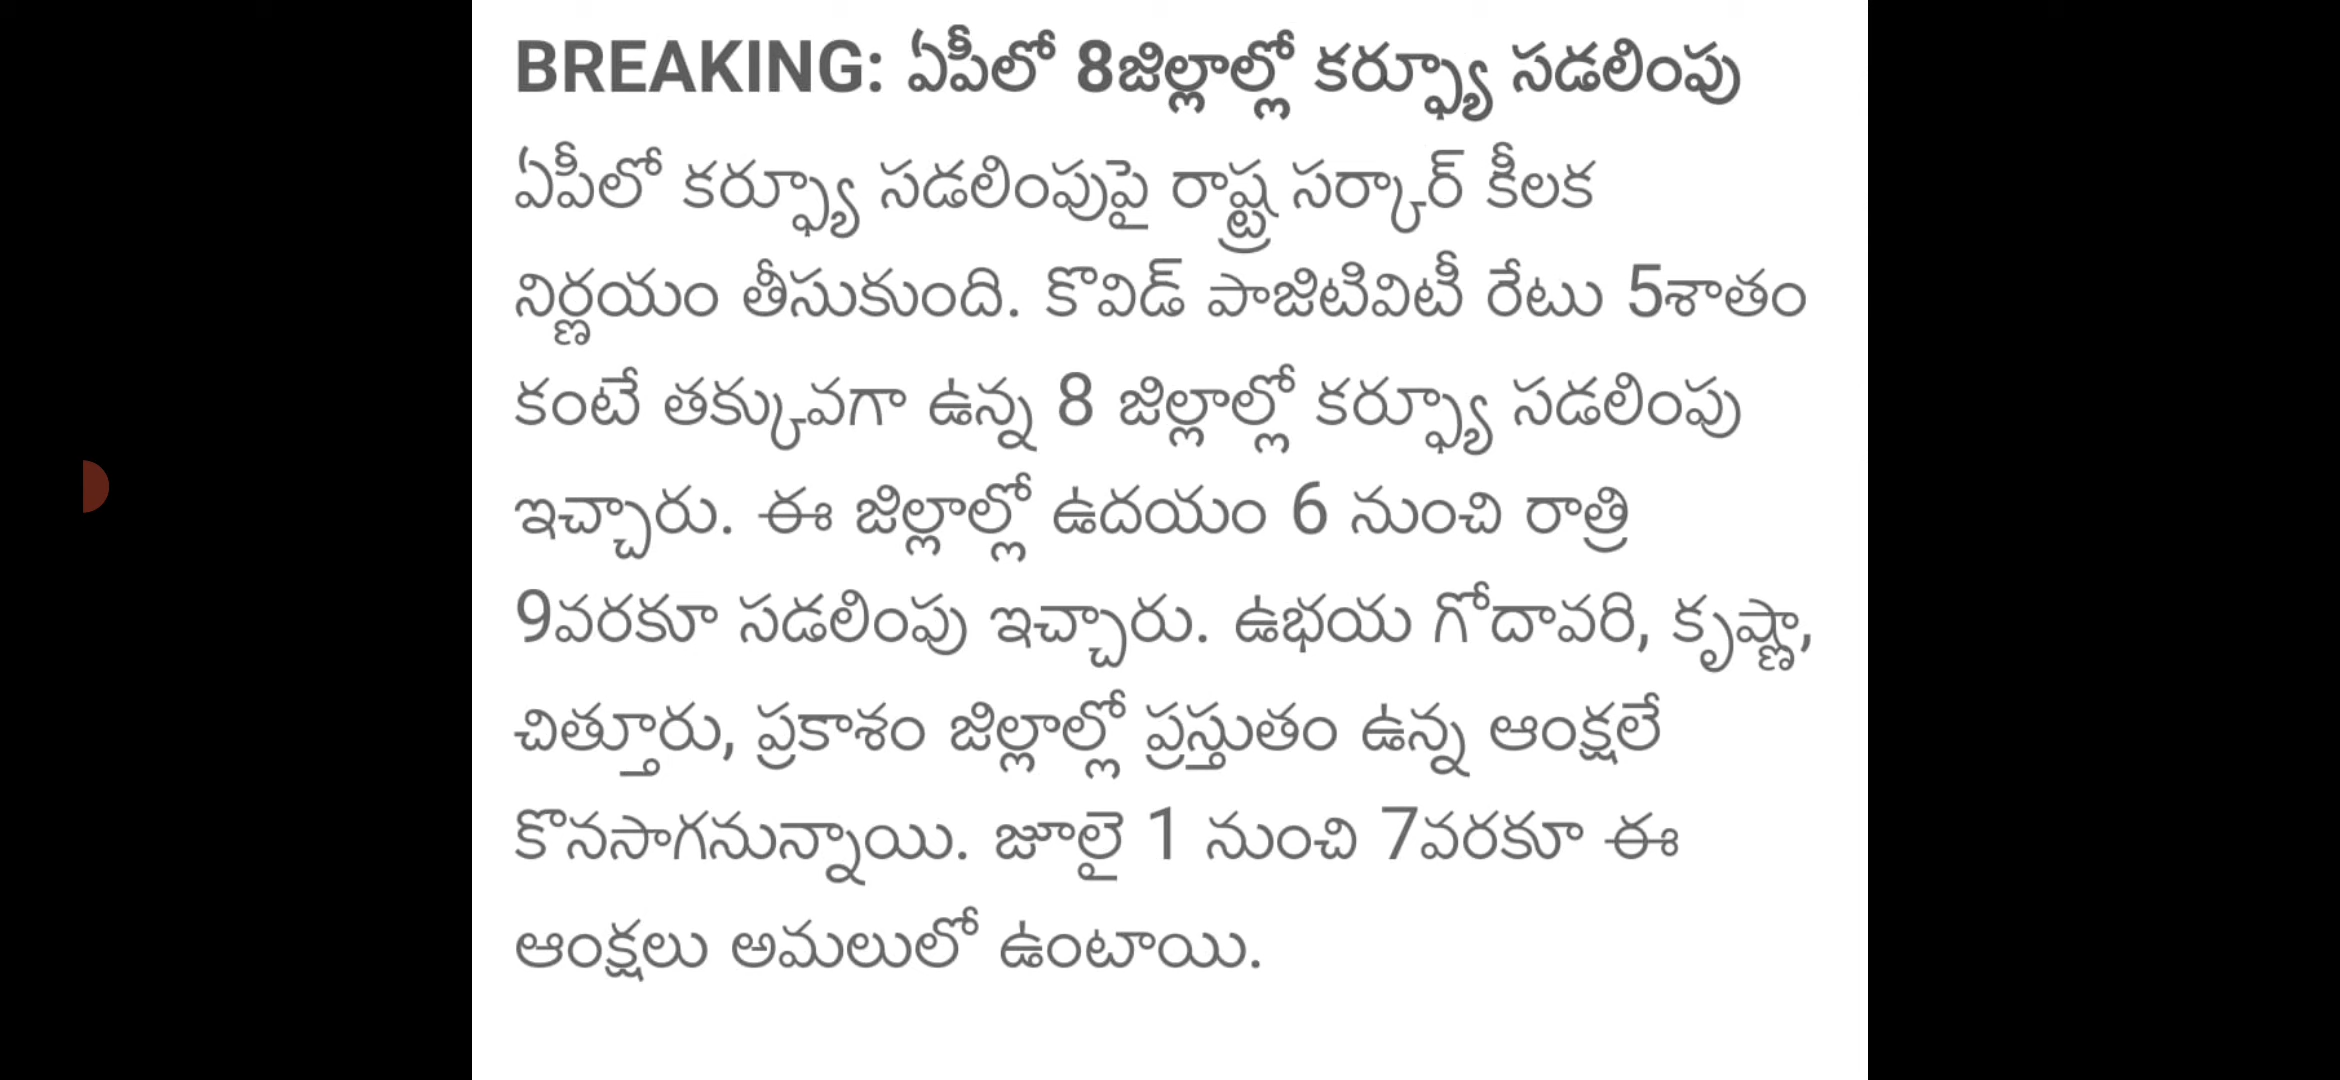 BREAKING: ఏపీలో 8జిల్లాల్లో కర్ఫ్యూ సడలింపు
ఏపీలో కర్ఫ్యూ సడలింపుపై రాష్ట్ర సర్కార్ కీలక
నిర్ణయం తీసుకుంది. కొవిడ్ పాజిటివిటీ రేటు 5శాతం
కంటే తక్కువగా ఉన్న 8 జిల్లాల్లో కర్ఫ్యూ సడలింపు
ఇచ్చారు. ఈ జిల్లాల్లో ఉదయం 6 నుంచి రాత్రి
9వరకూ సడలింపు ఇచ్చారు. ఉభయ గోదావరి, కృష్ణా,
చిత్తూరు, ప్రకాశం జిల్లాల్లో ప్రస్తుతం ఉన్న ఆంక్షలే
కొనసాగనున్నాయి. జూలై 1 నుంచి 7వరకూ ఈ
ఆంక్షలు అమలులో ఉంటాయి.